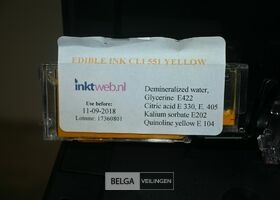 EDIBLE INK CLI 551 YELLOW
inktweb.nl
Use before:
11-09-2018
Lotnmr: 17360801
Demineralized water,
Glycerine E422
Citric acid E 330, E. 405
Kalium sorbate E202
Quinoline yellow E 104
BELGA VEILINGEN